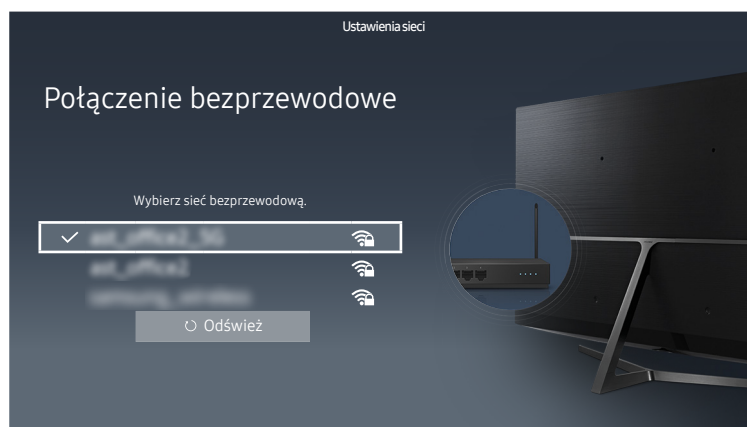 Ustawienia sieci
Połączenie bezprzewodowe
Wybierz sieć bezprzewodową.
Odśwież